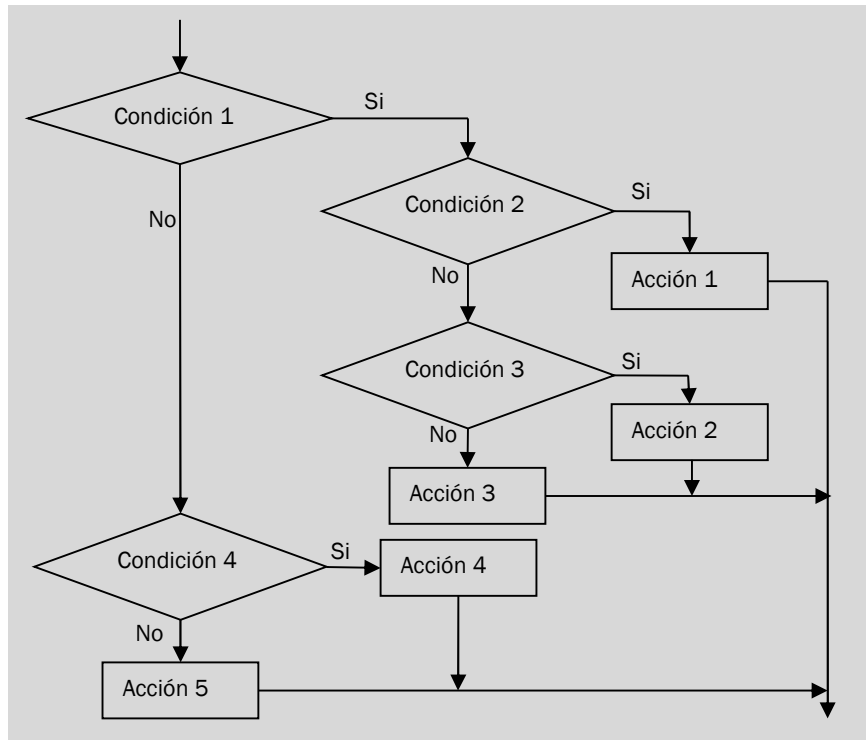 Condición 1
Si
Condición 2
Si
No
No
Acción 1
Condición 3
Si
No
Acción 2
Acción 3
Condición 4
Si
Acción 4
No
Acción 5